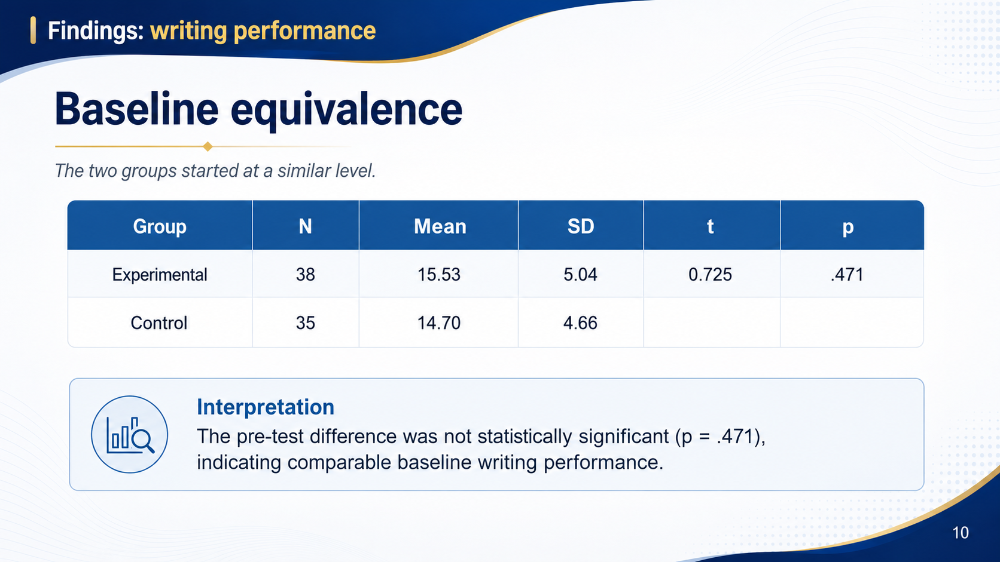 Findings: writing performance
Baseline equivalence
The two groups started at a similar level.
Group N Mean SD t p
Experimental 38 15.53 5.04 0.725 .471
Control 35 14.70 4.66
Interpretation
The pre-test difference was not statistically significant (p = .471),
indicating comparable baseline writing performance.
10